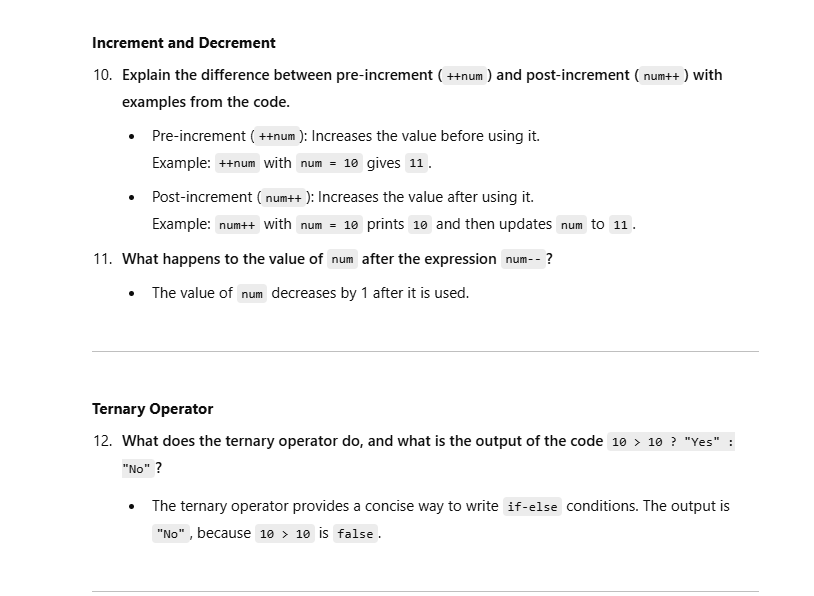 Increment and Decrement
10. Explain the difference between pre-increment ( ++num ) and post-increment ( num++ ) with
examples from the code.
• Pre-increment ( ++num ): Increases the value before using it.
Example: ++num with num = 10 gives 11 .
• Post-increment ( num++ ): Increases the value after using it.
Example: num++ with num = 10 prints 10 and then updates num to 11 .
11. What happens to the value of num after the expression num-- ?
• The value of num decreases by 1 after it is used.
Ternary Operator
12. What does the ternary operator do, and what is the output of the code 10 > 10 ? "Yes" :
"No" ?
• The ternary operator provides a concise way to write if-else conditions. The output is
"No" , because 10 > 10 is false .